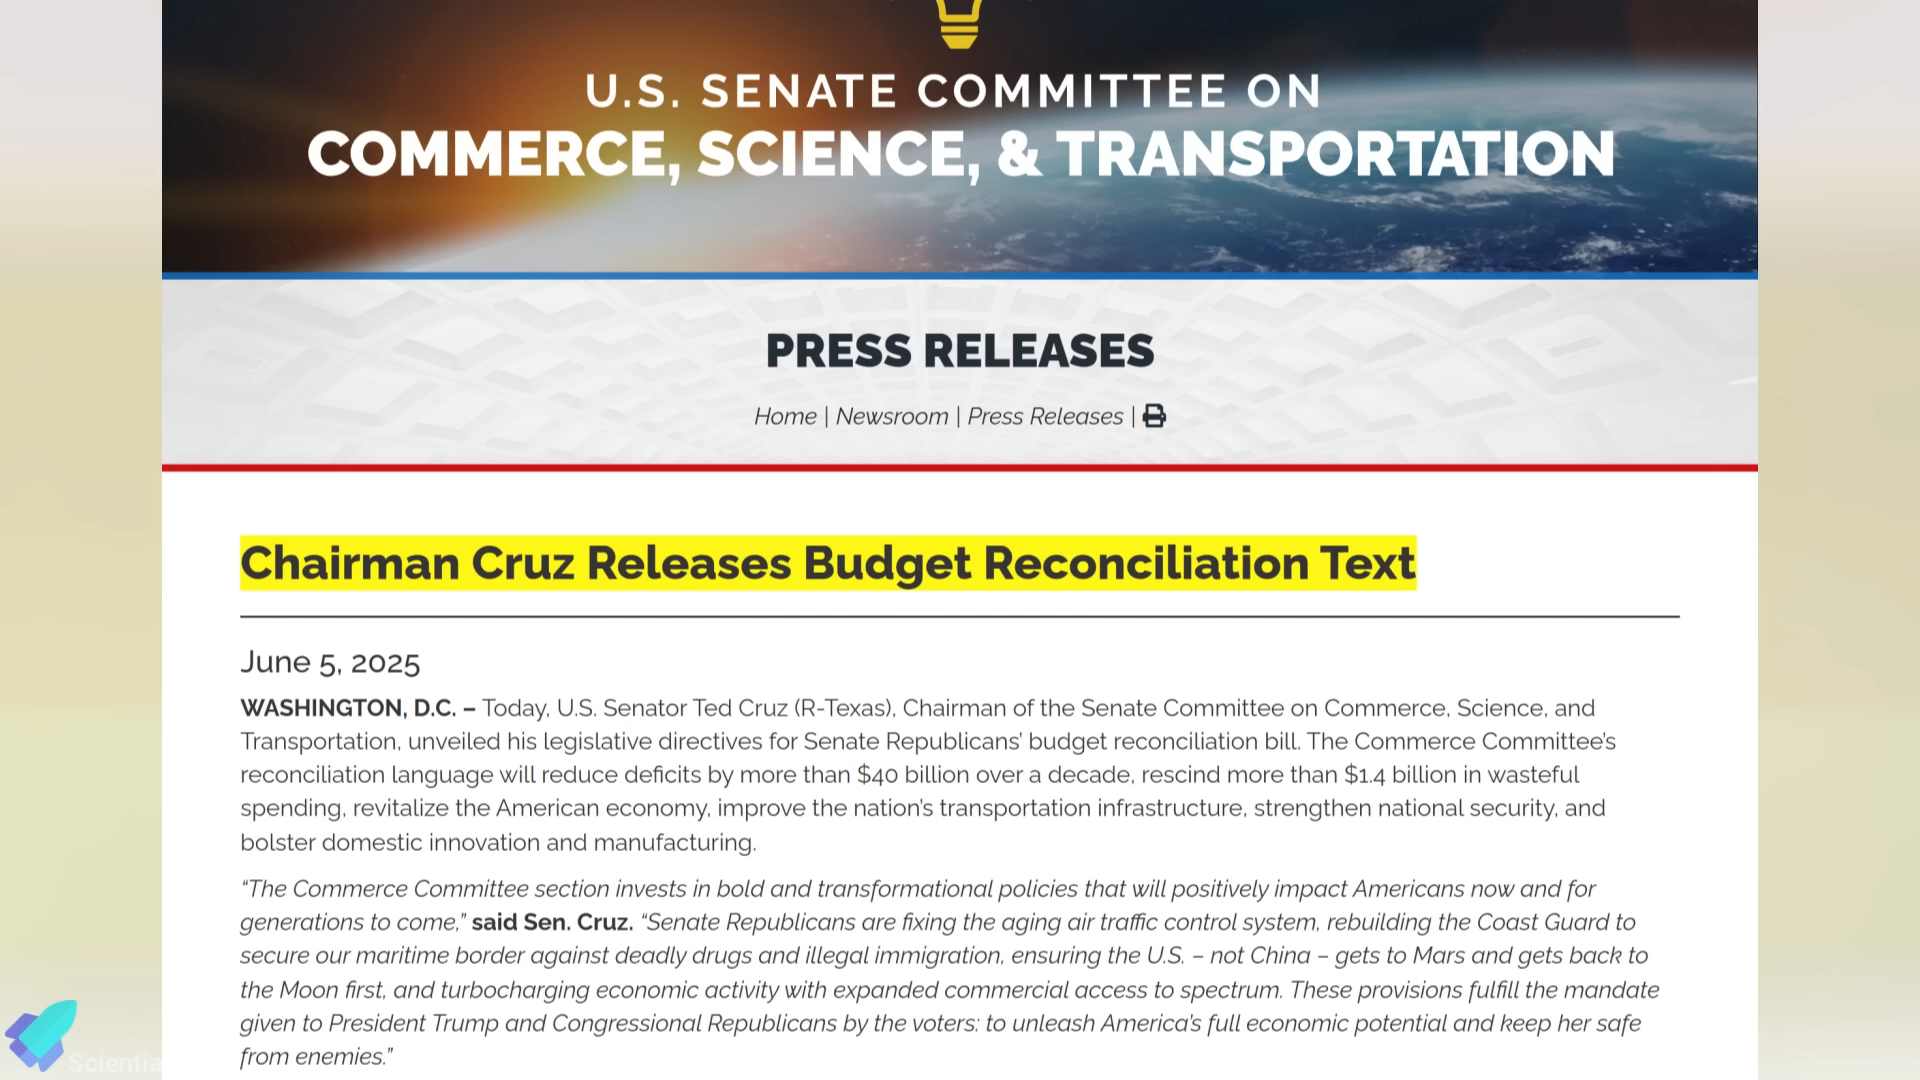 U.S. SENATE COMMITTEE ON
COMMERCE, SCIENCE, & TRANSPORTATION
PRESS RELEASES
Home | Newsroom | Press Releases |
Chairman Cruz Releases Budget Reconciliation Text
June 5, 2025
WASHINGTON, D.C. – Today, U.S. Senator Ted Cruz (R-Texas), Chairman of the Senate Committee on Commerce, Science, and
Transportation, unveiled his legislative directives for Senate Republicans’ budget reconciliation bill. The Commerce Committee’s
reconciliation language will reduce deficits by more than $40 billion over a decade, rescind more than $1.4 billion in wasteful
spending, revitalize the American economy, improve the nation’s transportation infrastructure, strengthen national security, and
bolster domestic innovation and manufacturing.
“The Commerce Committee section invests in bold and transformational policies that will positively impact Americans now and for
generations to come,” said Sen. Cruz. “Senate Republicans are fixing the aging air traffic control system, rebuilding the Coast Guard to
secure our maritime border against deadly drugs and illegal immigration, ensuring the U.S. – not China – gets to Mars and gets back to
the Moon first, and turbocharging economic activity with expanded commercial access to spectrum. These provisions fulfill the mandate
given to President Trump and Congressional Republicans by the voters: to unleash America’s full economic potential and keep her safe
from enemies.”
Scientia